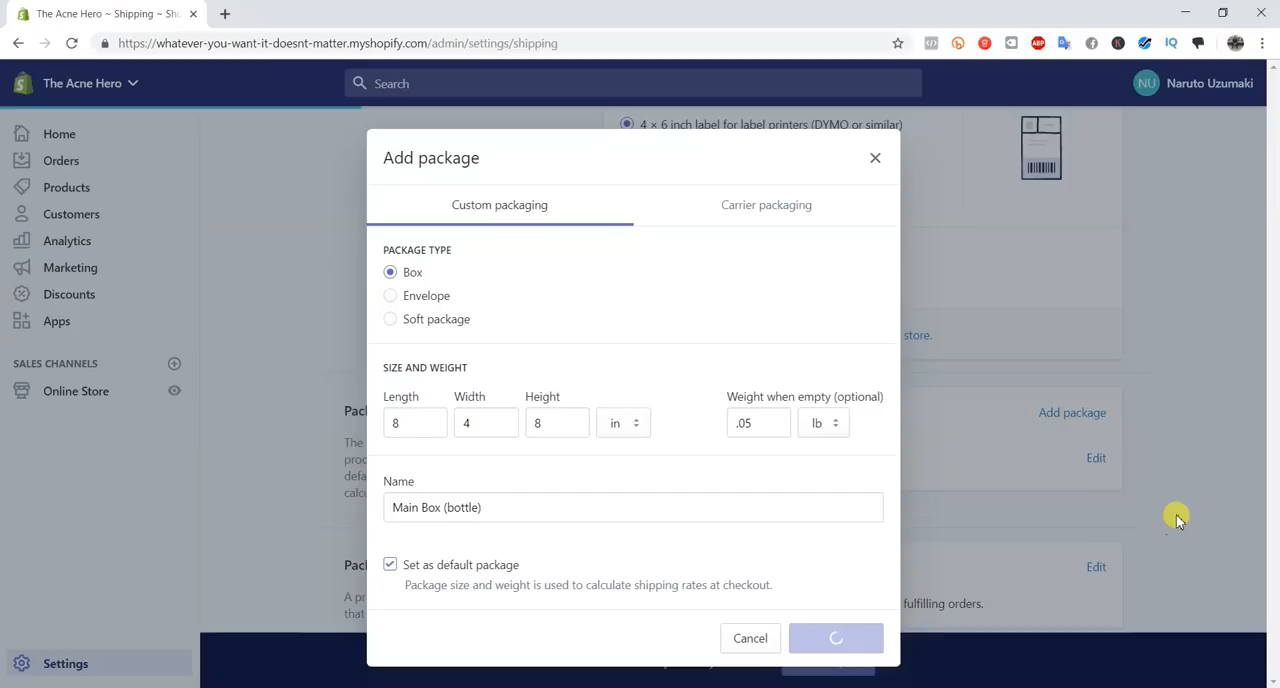 The Acne Hero ~ Shipping ~ Sho
https://whatever-you-want-it-doesnt-matter.myshopify.com/admin/settings/shipping
ABP
IQ
The Acne Hero
Search
NU
Naruto Uzumaki
Home
Orders
Products
Customers
Analytics
Marketing
Discounts
Apps
SALES CHANNELS
Online Store
Settings
4 × 6 inch label for label printers (DYMO or similar)
store.
Pac
Add package
The
proc
Edit
defa
calcu
Pac
Edit
A pr
that
fulfilling orders.
Add package
Custom packaging
Carrier packaging
PACKAGE TYPE
Box
Envelope
Soft package
SIZE AND WEIGHT
Length Width Height Weight when empty (optional)
8 4 8 in .05 lb
Name
Main Box (bottle)
Set as default package
Package size and weight is used to calculate shipping rates at checkout.
Cancel